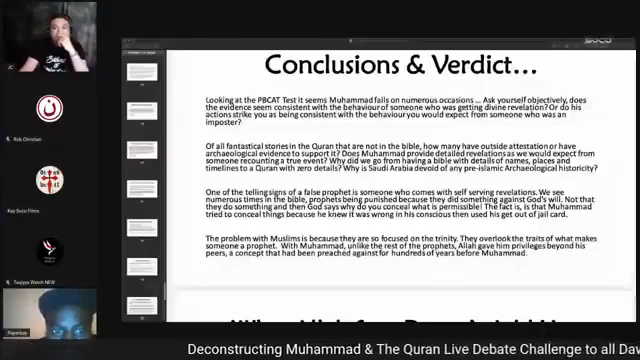 Conclusions & Verdict...
Looking at the PBCAT Test it seems Muhammad fails on numerous occasions ... Ask yourself objectively, does
the evidence seem consistent with the behaviour of someone who was getting divine revelation? Or do his
actions strike you as being consistent with the behaviour you would expect from someone who was an
imposter?
Of all fantastical stories in the Quran that are not in the bible, how many have outside attestation or have
archaeological evidence to support it? Does Muhammad provide detailed revelations as we would expect from
someone recounting a true event? Why did we go from having a bible with details of names, places and
timelines to a Quran with zero details? Why is Saudi Arabia devoid of any pre-islamic Archaeological historicity?
One of the telling signs of a false prophet is someone who comes with self serving revelations. We see
numerous times in the bible, prophets being punished because they did something against God's will. Not that
they do something and then God says why do you conceal what is permissible! The fact is, is that Muhammad
tried to conceal things because he knew it was wrong in his conscious then used his get out of jail card.
The problem with Muslims is because they are so focused on the trinity. They overlook the traits of what makes
someone a prophet. With Muhammad, unlike the rest of the prophets, Allah gave him privileges beyond his
peers, a concept that had been preached against for hundreds of years before Muhammad.
JC
Rob Christian
Kay Socu Films
Taqiyya Watch NEW
Paperboy
Deconstructing Muhammad & The Quran Live Debate Challenge to all Daw